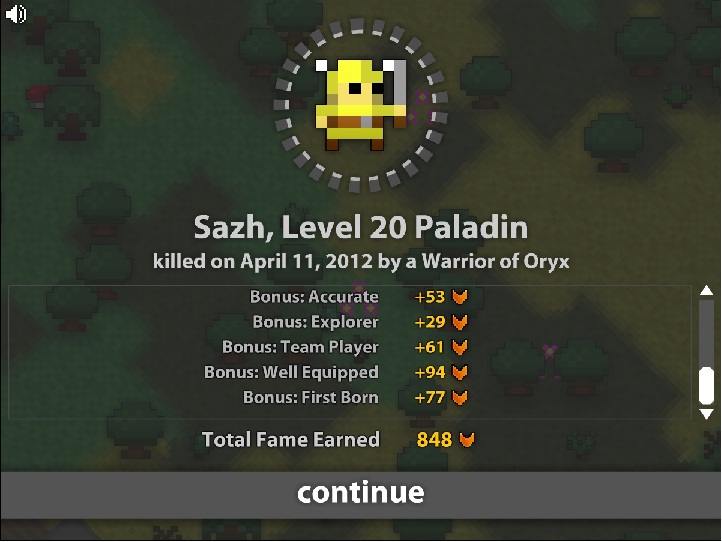 Sazh, Level 20 Paladin
killed on April 11, 2012 by a Warrior of Oryx
Bonus: Accurate +53
Bonus: Explorer +29
Bonus: Team Player +61
Bonus: Well Equipped +94
Bonus: First Born +77
Total Fame Earned 848
continue